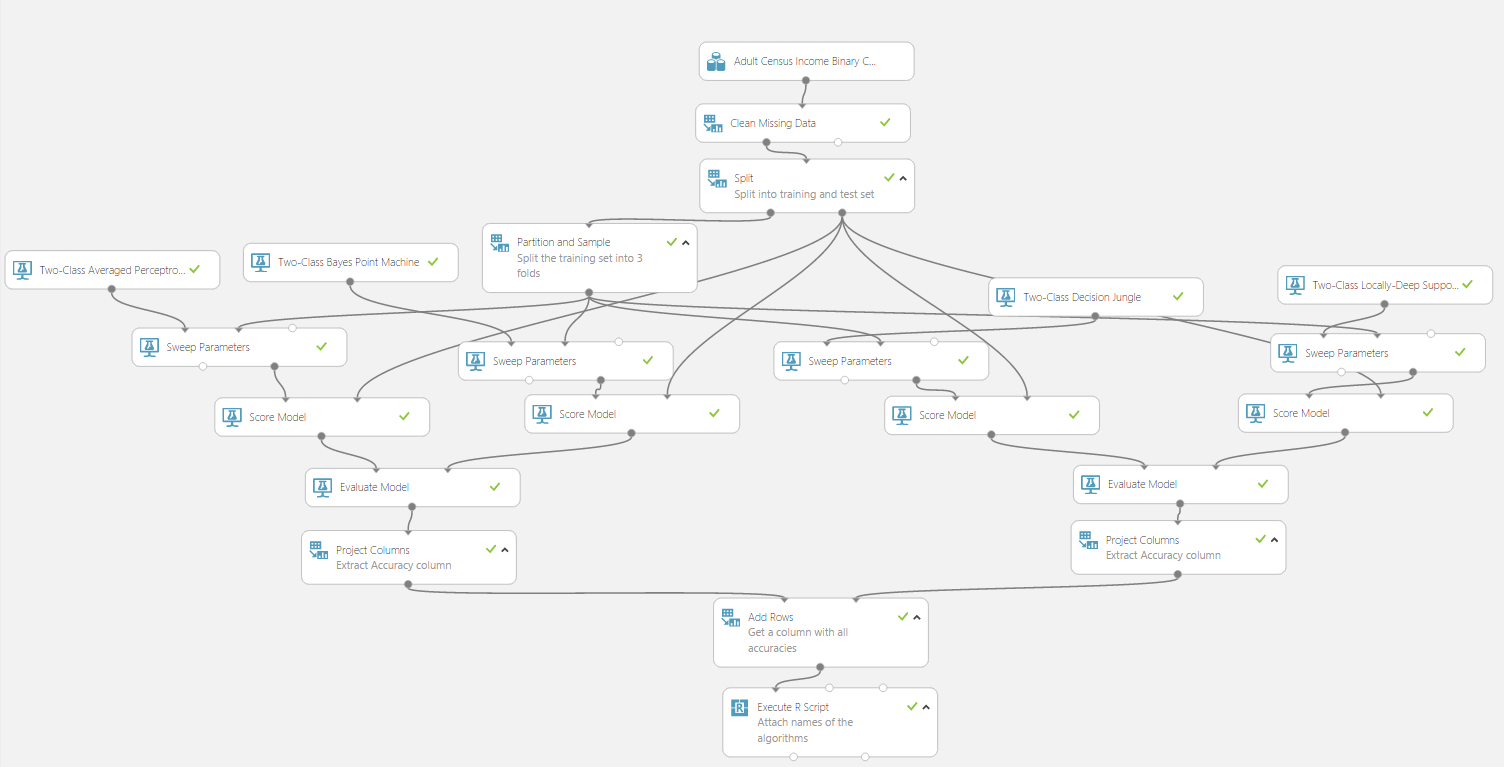 Adult Census Income Binary C...
Clean Missing Data
Split
Split into training and test set
Partition and Sample
Split the training set into 3
folds
Two-Class Averaged Perceptro...
Two-Class Bayes Point Machine
Two-Class Decision Jungle
Two-Class Locally-Deep Suppo...
Sweep Parameters
Sweep Parameters
Sweep Parameters
Sweep Parameters
Score Model
Score Model
Score Model
Score Model
Evaluate Model
Evaluate Model
Project Columns
Extract Accuracy column
Project Columns
Extract Accuracy column
Add Rows
Get a column with all
accuracies
R
Execute R Script
Attach names of the
algorithms